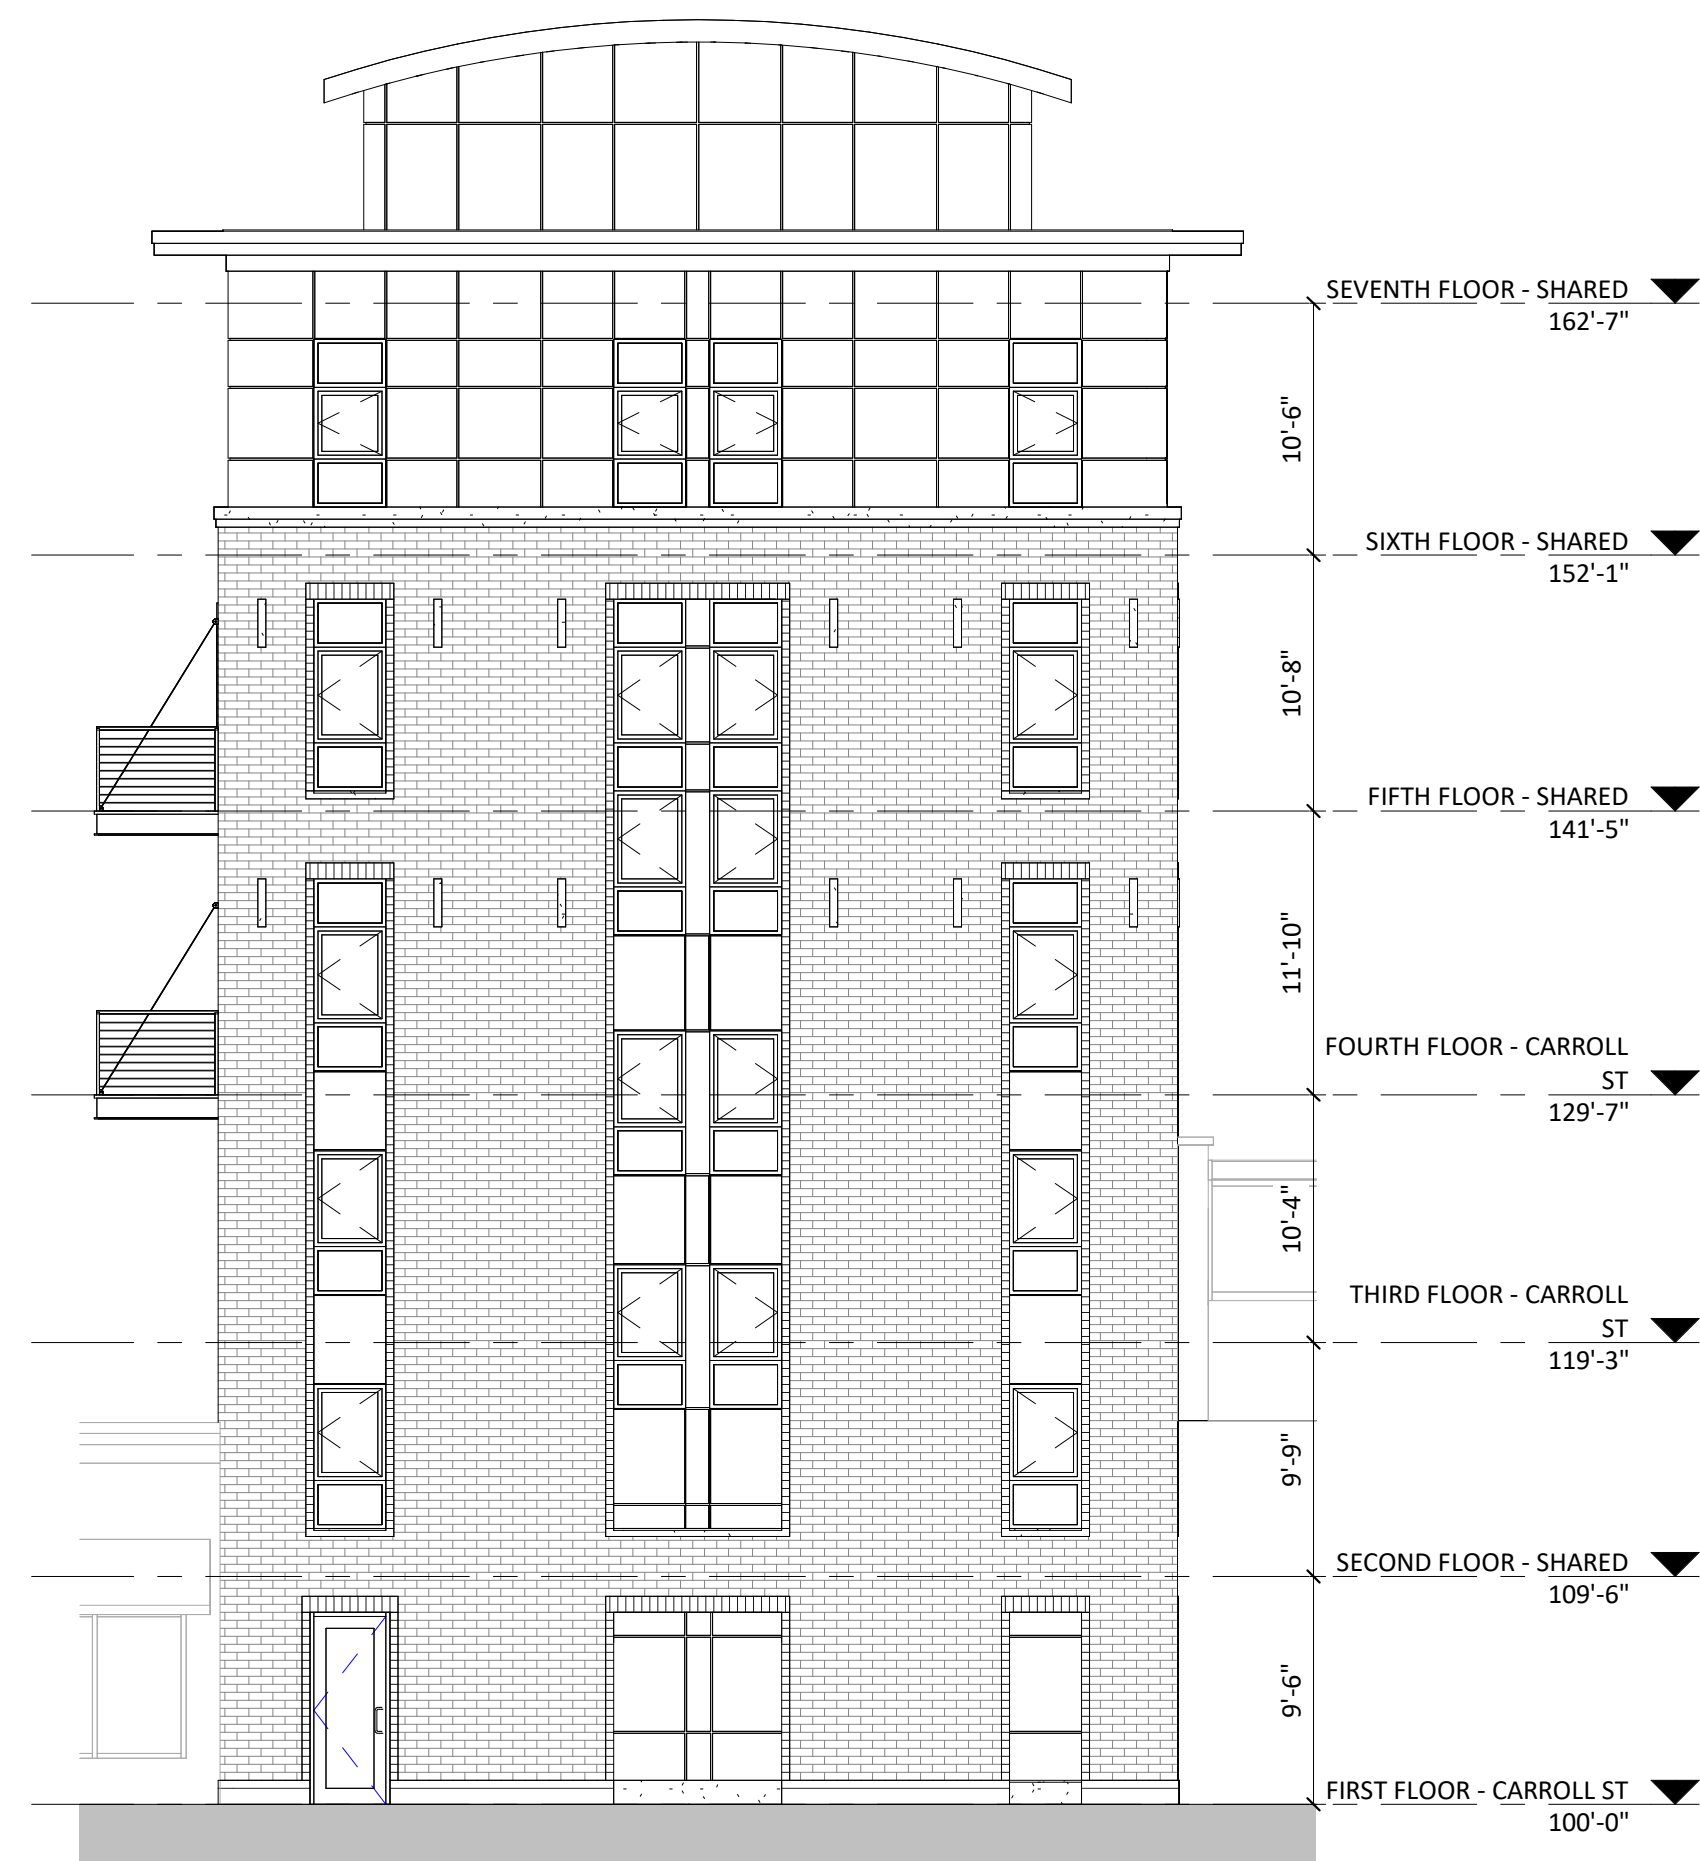 SEVENTH FLOOR - SHARED
162'-7"
10'-6"
SIXTH FLOOR - SHARED
152'-1"
10'-8"
FIFTH FLOOR - SHARED
141'-5"
11'-10"
FOURTH FLOOR - CARROLL
ST
129'-7"
10'-4"
THIRD FLOOR - CARROLL
ST
119'-3"
9'-9"
SECOND FLOOR - SHARED
109'-6"
9'-6"
FIRST FLOOR - CARROLL ST
100'-0"